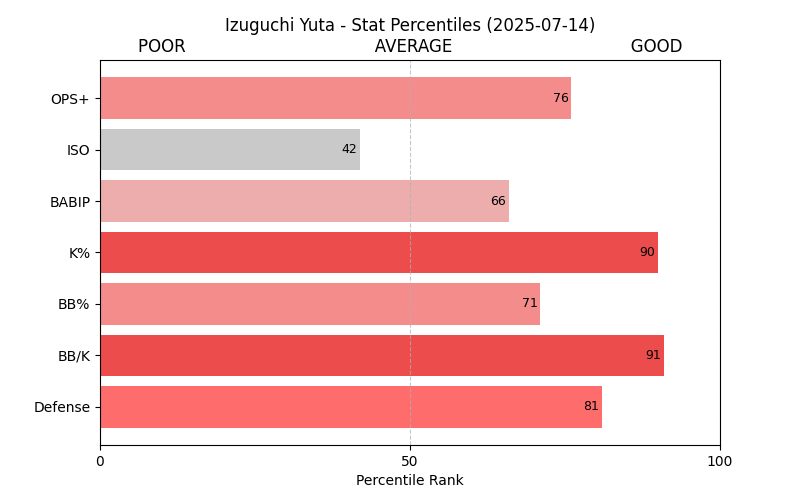 Izuguchi Yuta - Stat Percentiles (2025-07-14)
POOR AVERAGE GOOD
OPS+ 76
ISO 42
BABIP 66
K% 90
BB% 71
BB/K 91
Defense 81
0 50 100
Percentile Rank